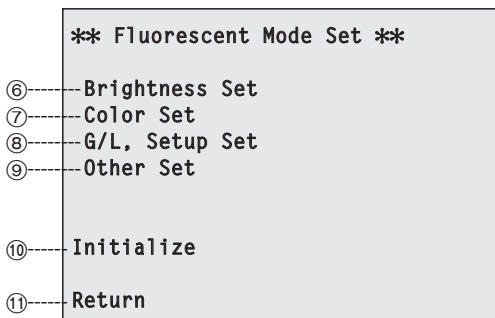 ** Fluorescent Mode Set **
⑥ Brightness Set
⑦ Color Set
⑧ G/L, Setup Set
⑨ Other Set
⑩ Initialize
⑪ Return